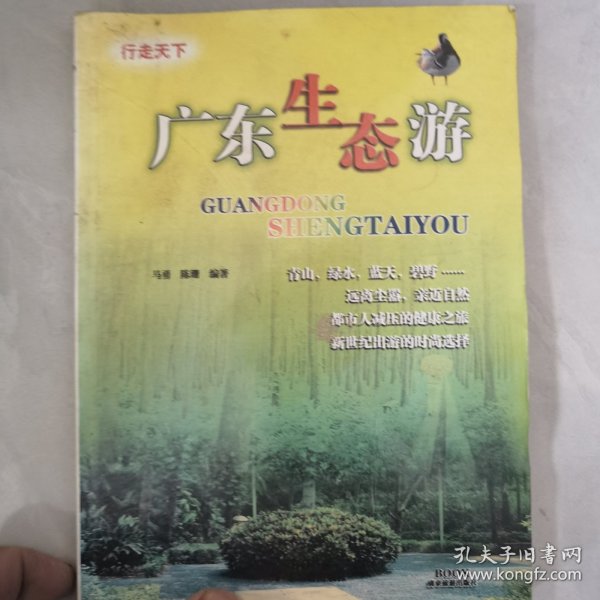 行走天下
广东生态游
GUANGDONG
SHENGTAIYOU
马勇 陈珊 编著
青山，绿水，蓝天，碧野……
远离尘嚣，亲近自然
都市人减压的健康之旅
新世纪出游的时尚选择
BOOK
孔夫子旧书网
www.kongfz.com